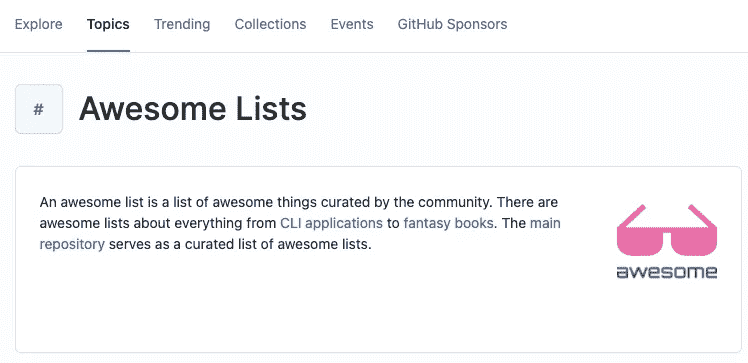 Explore Topics Trending Collections Events GitHub Sponsors
# Awesome Lists
An awesome list is a list of awesome things curated by the community. There are
awesome lists about everything from CLI applications to fantasy books. The main
repository serves as a curated list of awesome lists.
awesome